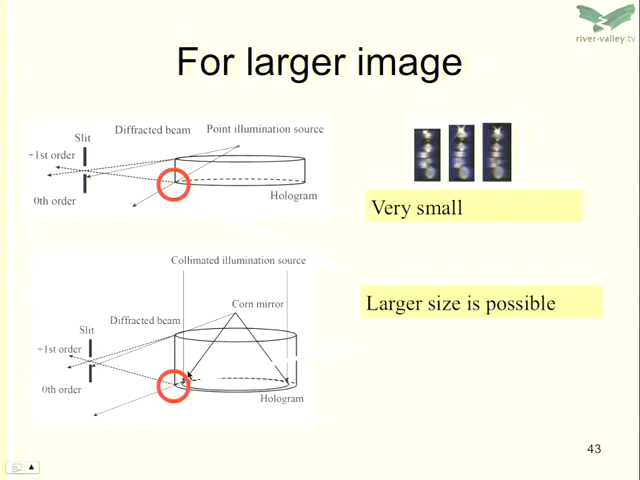 river-valley.tv
For larger image
Diffracted beam
Point illumination source
Slit
+1st order
0th order
Hologram
Very small
Collimated illumination source
Corn mirror
Diffracted beam
Slit
+1st order
0th order
Hologram
Larger size is possible
43